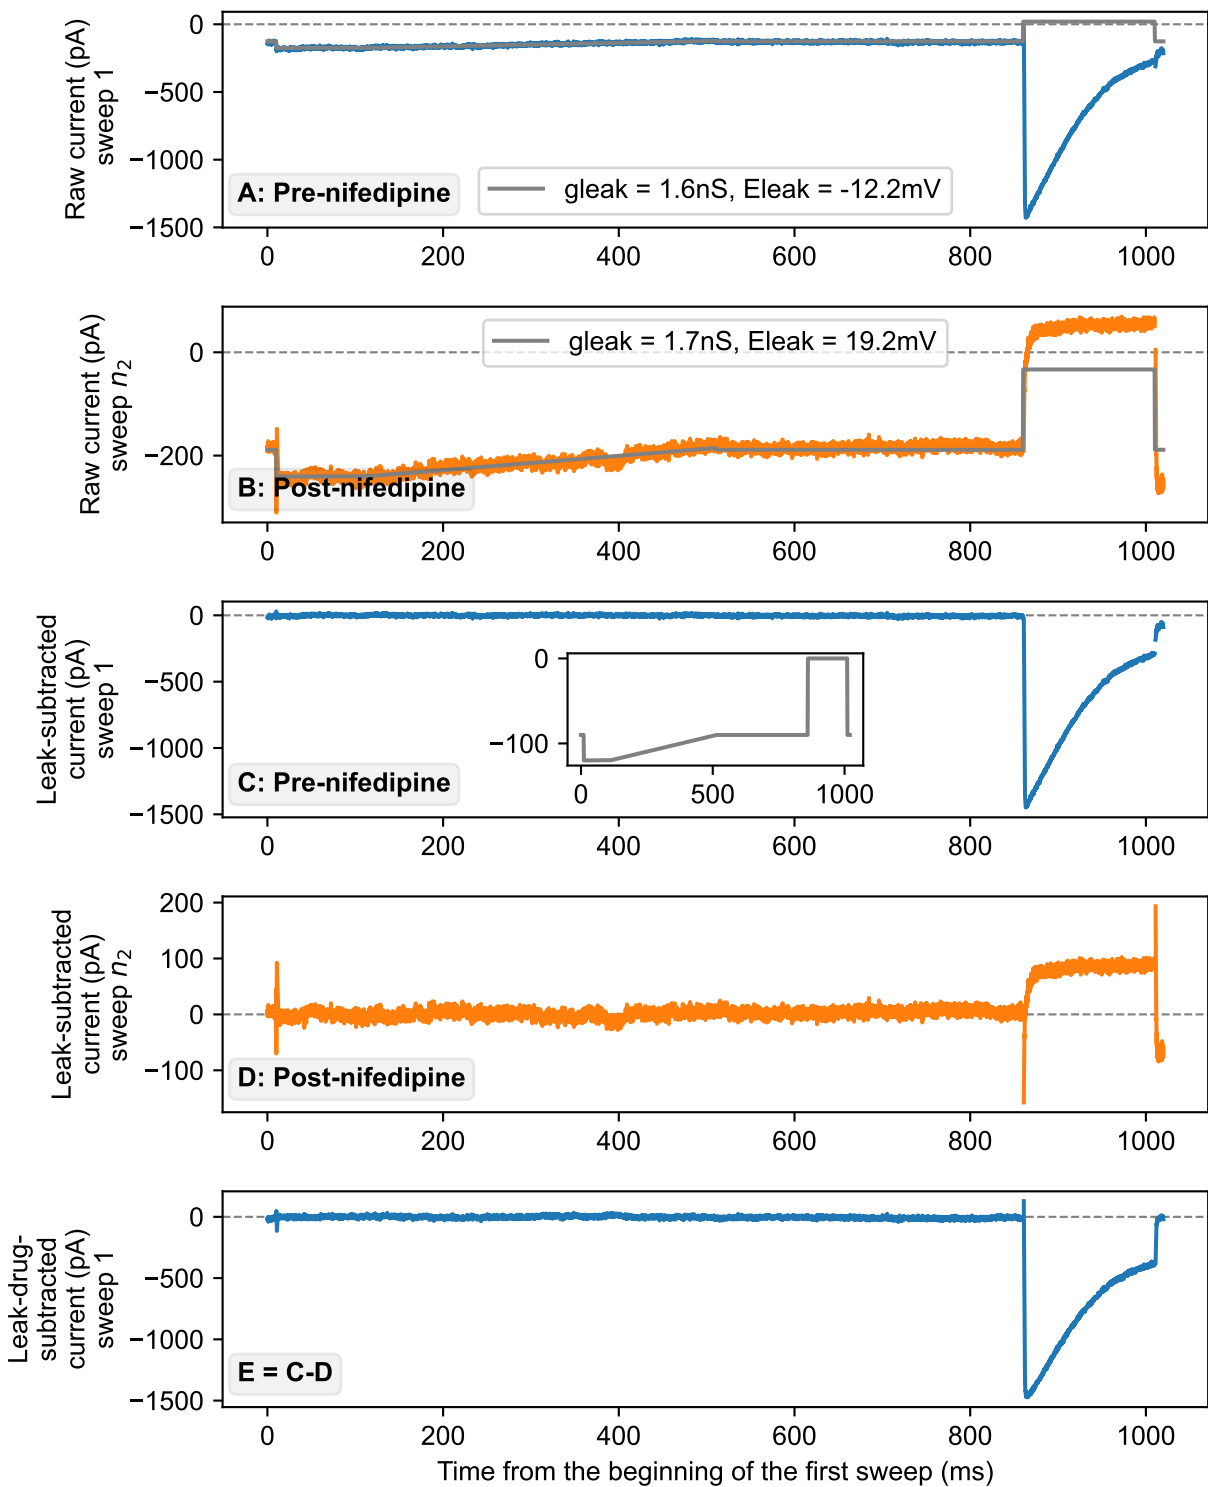 Raw current (pA)
sweep 1
0
−500
−1000
−1500
A: Pre-nifedipine
gleak = 1.6nS, Eleak = -12.2mV
0 200 400 600 800 1000
Raw current (pA)
sweep n2
0
−200
gleak = 1.7nS, Eleak = 19.2mV
B: Post-nifedipine
0 200 400 600 800 1000
Leak-subtracted
current (pA)
sweep 1
0
−500
−1000
−1500
0
−100
0 500 1000
C: Pre-nifedipine
0 200 400 600 800 1000
Leak-subtracted
current (pA)
sweep n2
200
100
0
−100
D: Post-nifedipine
0 200 400 600 800 1000
Leak-drug-
subtracted
current (pA)
sweep 1
0
−500
−1000
−1500
E = C-D
0 200 400 600 800 1000
Time from the beginning of the first sweep (ms)